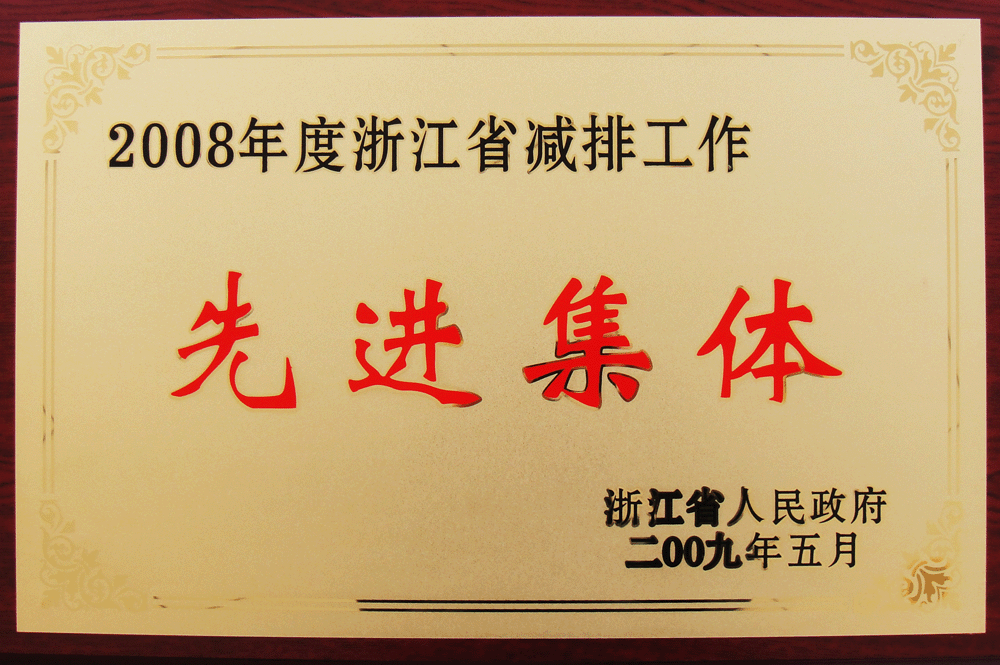 2008年度浙江省减排工作
先进集体
浙江省人民政府
二00九年五月